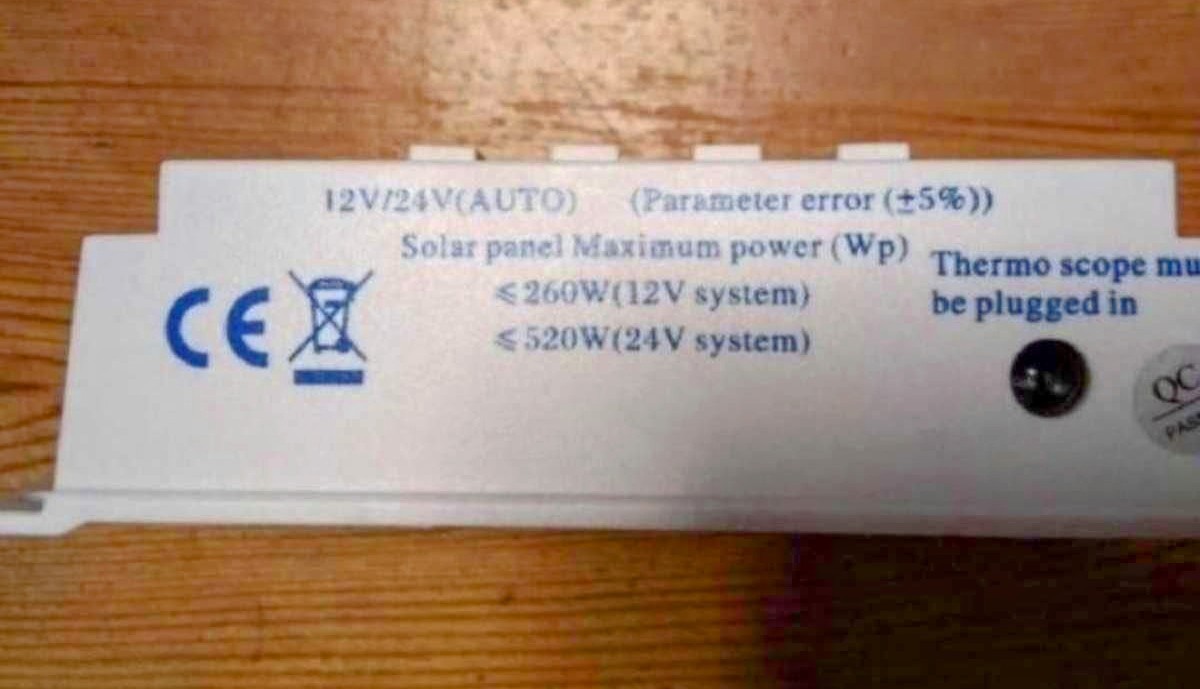 12V/24V(AUTO) (Parameter error (±5%))
Solar panel Maximum power (Wp)
≤260W(12V system)
≤520W(24V system)
Thermo scope mu
be plugged in
CE
QC
PAS